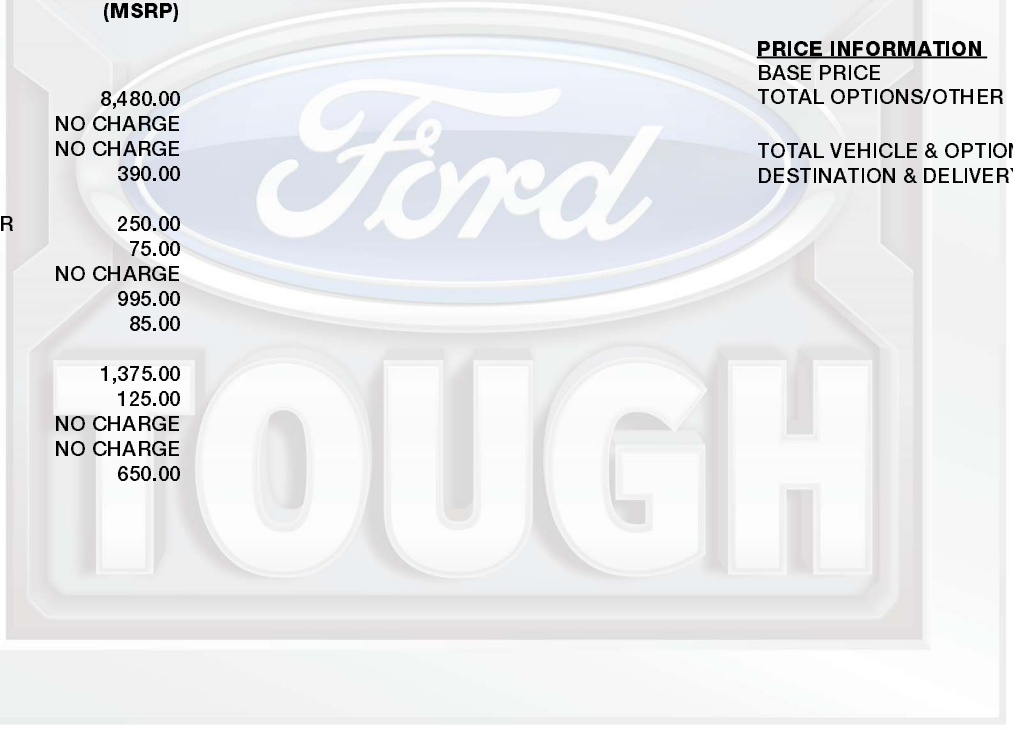 (MSRP)
8,480.00
NO CHARGE
NO CHARGE
390.00
R 250.00
75.00
NO CHARGE
995.00
85.00
1,375.00
125.00
NO CHARGE
NO CHARGE
650.00
PRICE INFORMATION
BASE PRICE
TOTAL OPTIONS/OTHER
TOTAL VEHICLE & OPTION
DESTINATION & DELIVERY
Ford
TOUGH